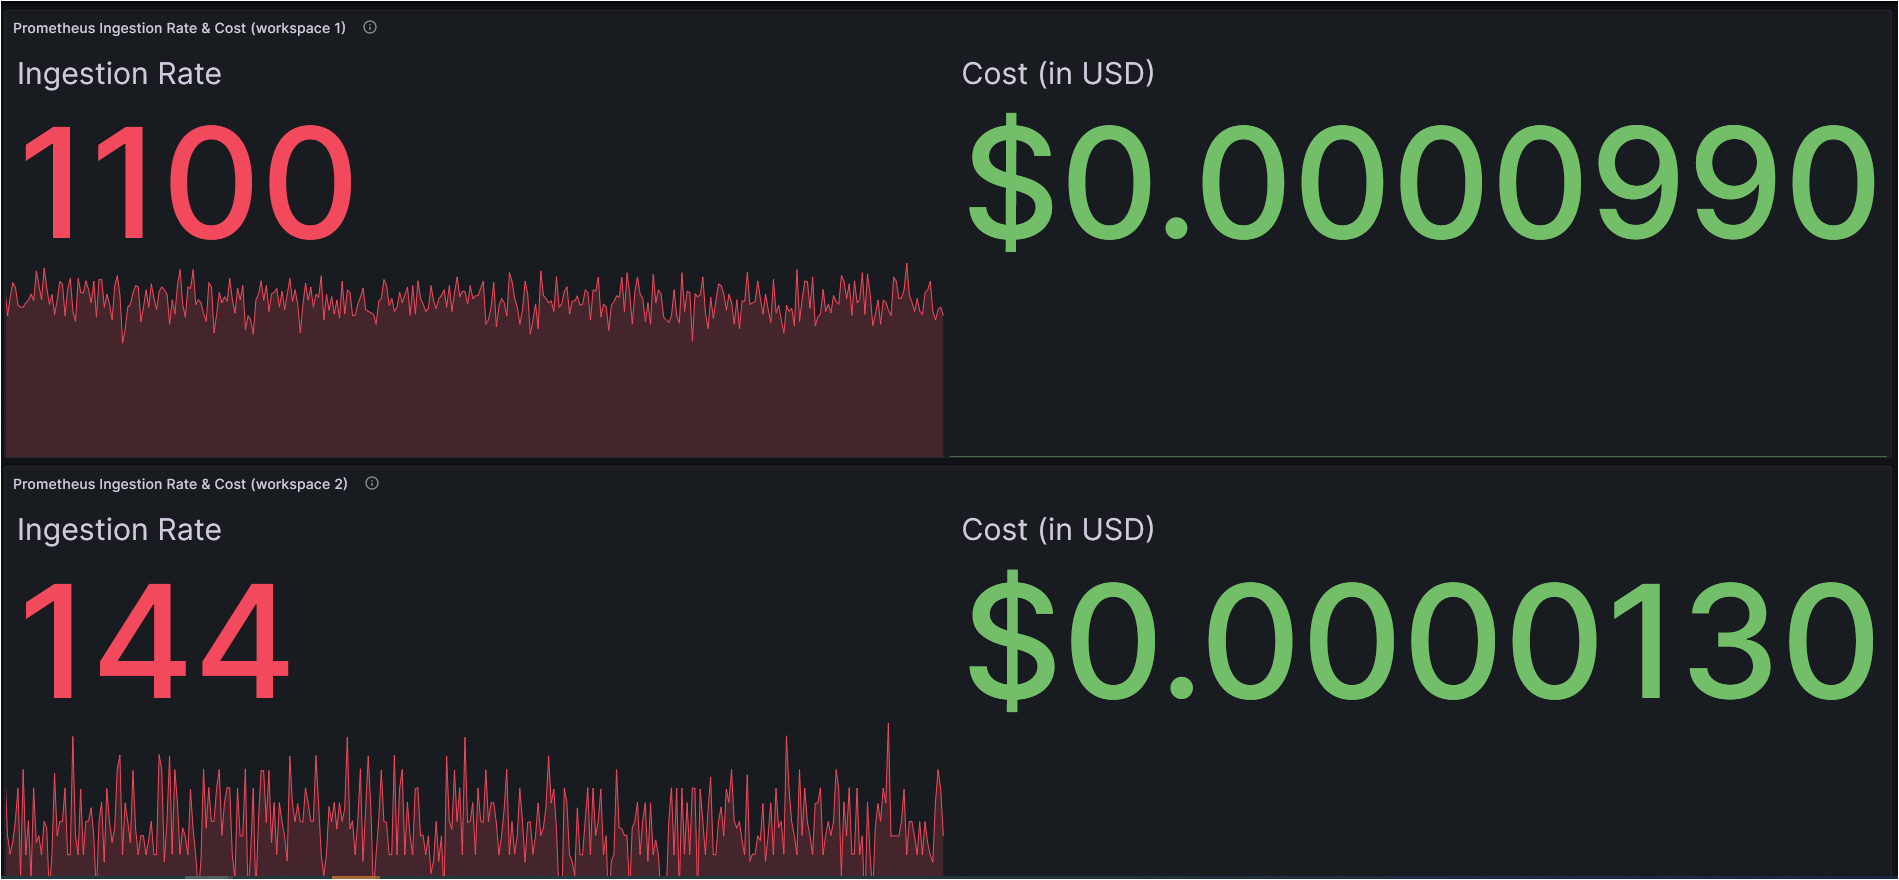 Prometheus Ingestion Rate & Cost (workspace 1)
Ingestion Rate
Cost (in USD)
1100
$0.0000990
Prometheus Ingestion Rate & Cost (workspace 2)
Ingestion Rate
Cost (in USD)
144
$0.0000130